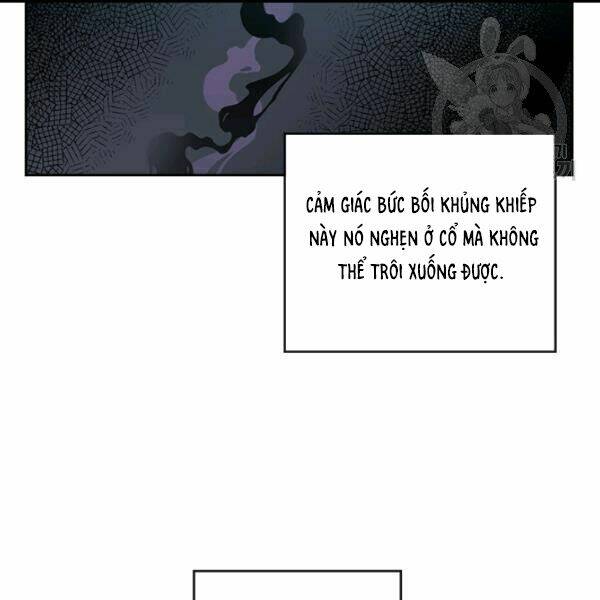 CẢM GIÁC BỨC BỐI KHỦNG KHIẾP
NÀY NÓ NGHẸN Ở CỔ MÀ KHÔNG
THỂ TRÔI XUỐNG ĐƯỢC.